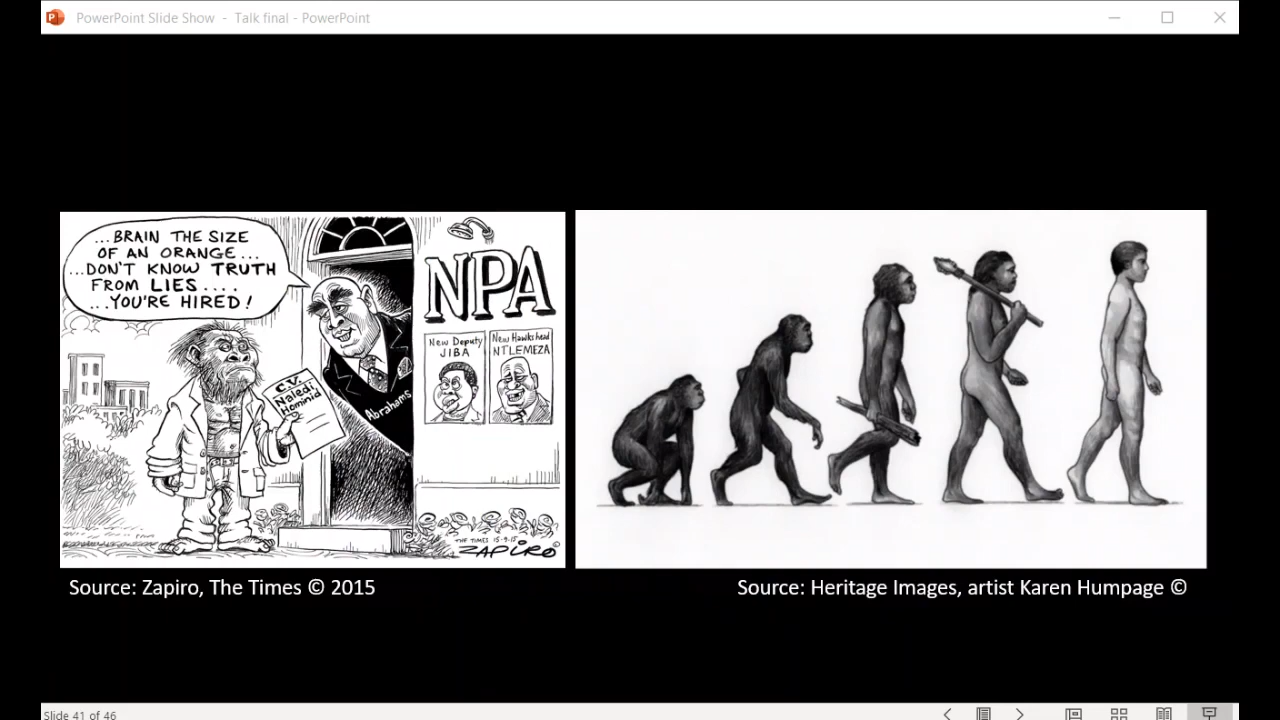 PowerPoint Slide Show - Talk final - PowerPoint
...BRAIN THE SIZE
OF AN ORANGE...
...DON'T KNOW TRUTH
FROM LIES....
...YOU'RE HIRED!
NPA
New Deputy
JIBA
New Hawks head
NTLEMEZA
C.V.
Naledi
Hominid
Abrahams
THE TIMES 15-9-15
ZAPIRO ©
Source: Zapiro, The Times © 2015
Source: Heritage Images, artist Karen Humpage ©
Slide 41 of 46